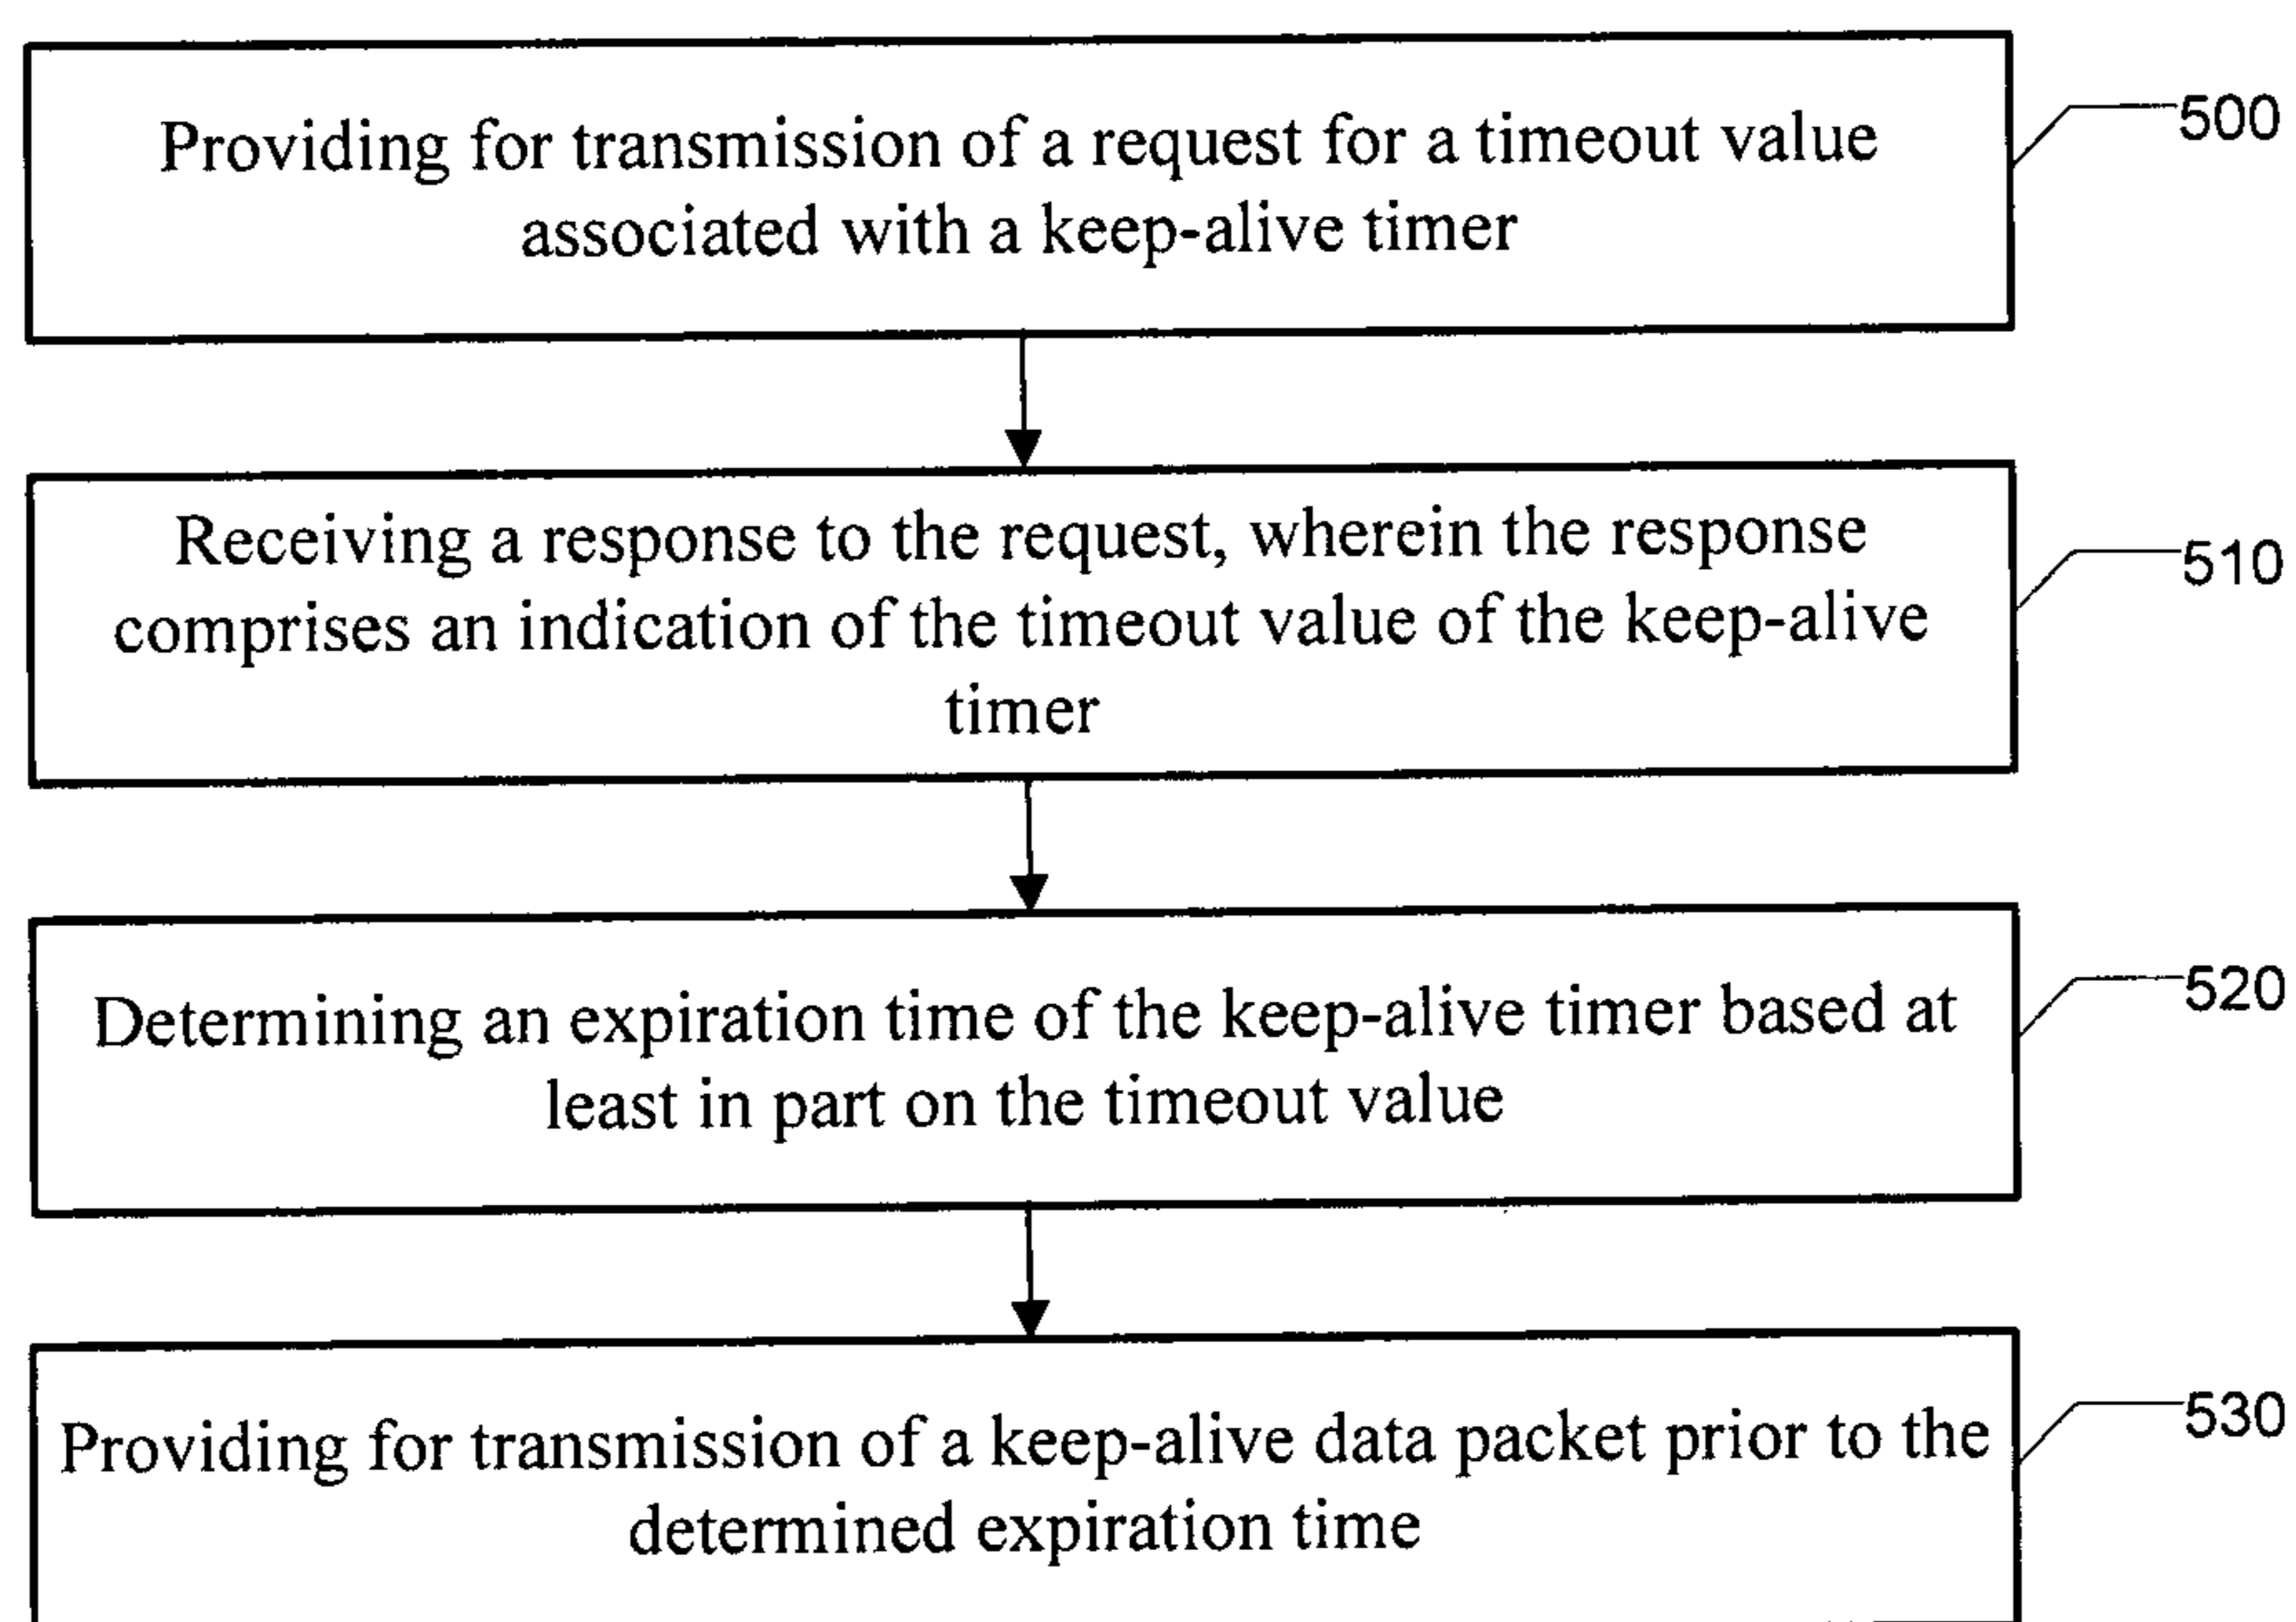 Providing for transmission of a request for a timeout value
associated with a keep-alive timer
500
Receiving a response to the request, wherein the response
comprises an indication of the timeout value of the keep-alive
timer
510
Determining an expiration time of the keep-alive timer based at
least in part on the timeout value
520
Providing for transmission of a keep-alive data packet prior to the
determined expiration time
530